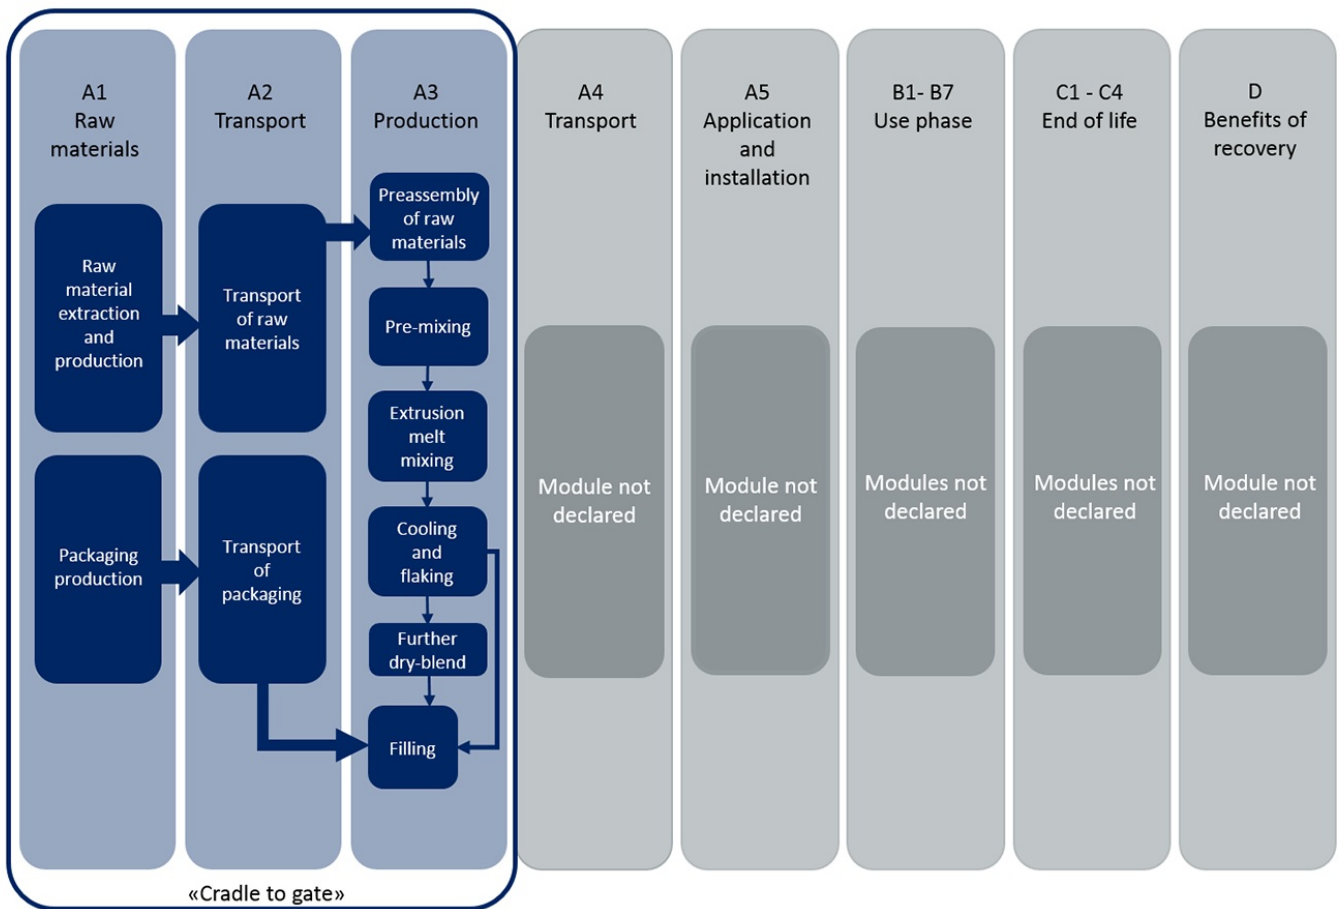 A1
Raw
materials
A2
Transport
A3
Production
A4
Transport
A5
Application
and
installation
B1- B7
Use phase
C1 - C4
End of life
D
Benefits of
recovery
Raw
material
extraction
and
production
Packaging
production
Transport
of raw
materials
Transport
of
packaging
Preassembly
of raw
materials
Pre-mixing
Extrusion
melt
mixing
Cooling
and
flaking
Further
dry-blend
Filling
Module not
declared
Module not
declared
Modules not
declared
Modules not
declared
Module not
declared
«Cradle to gate»